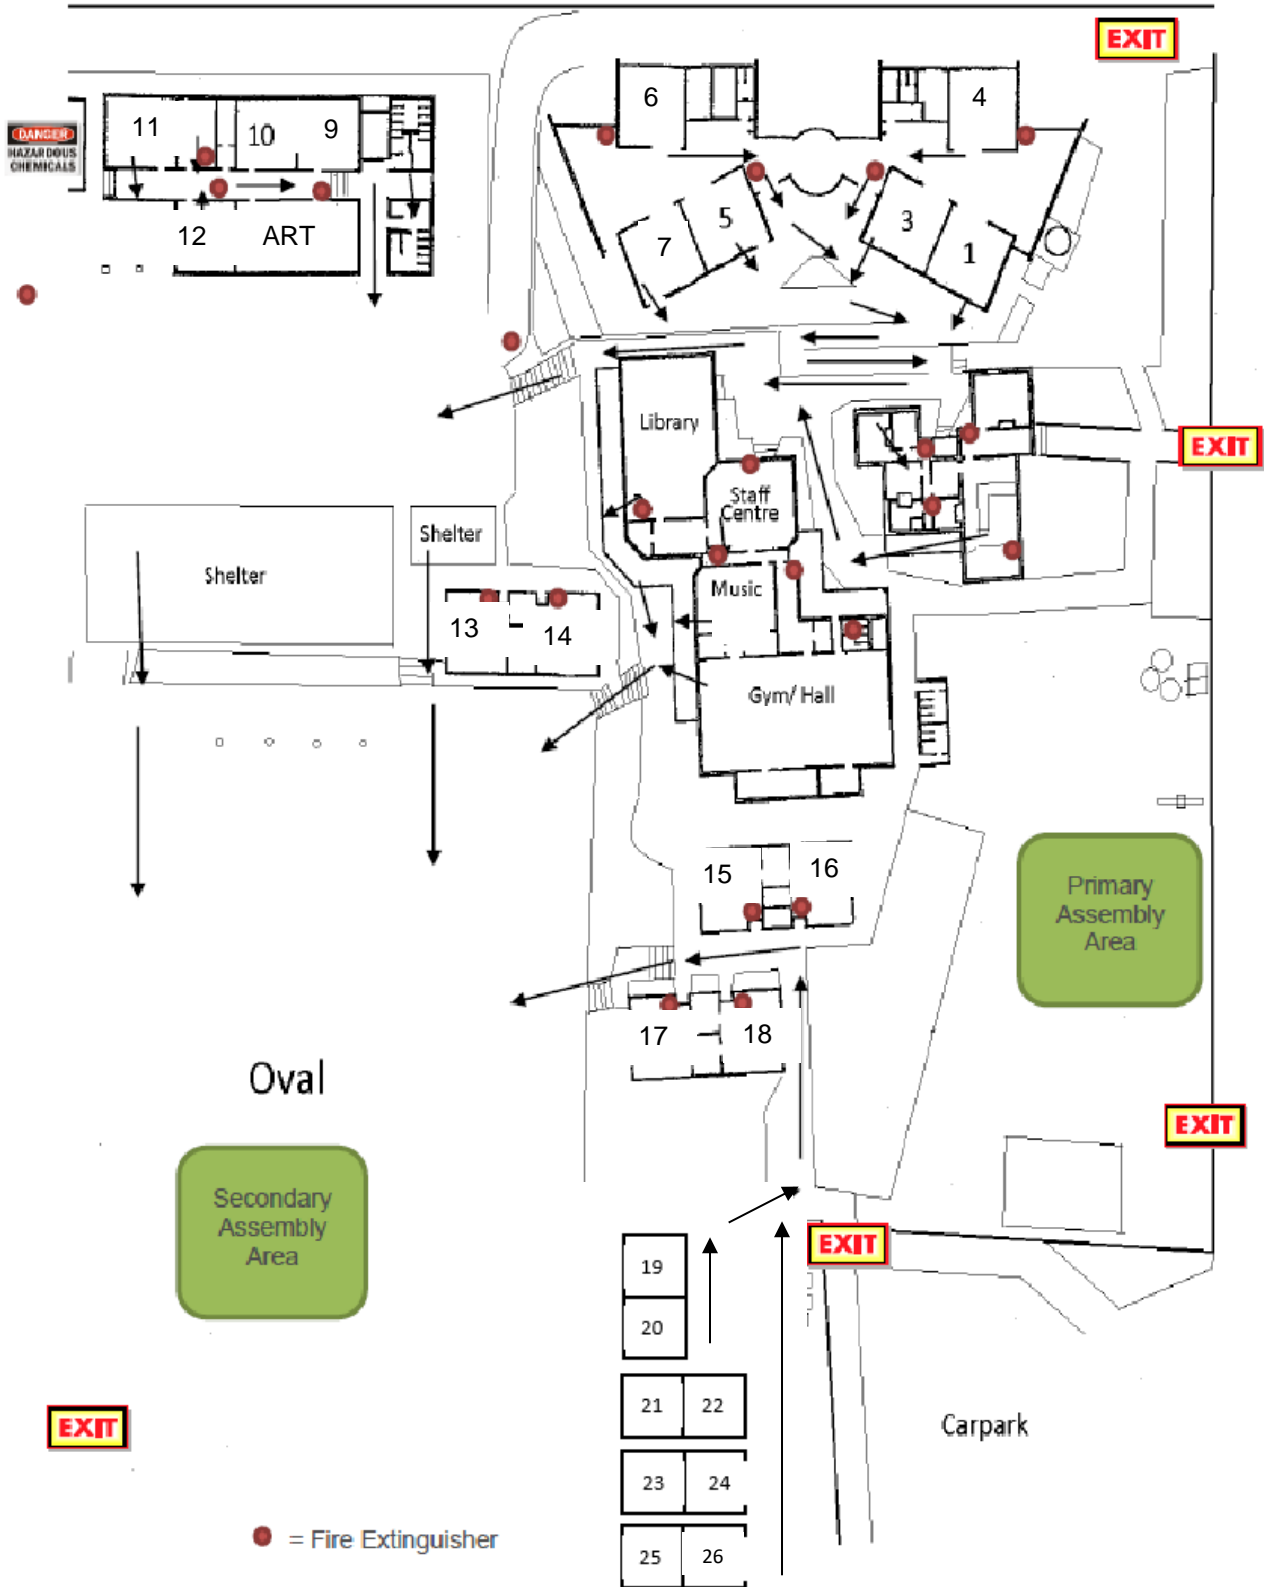 EXIT
6
4
11
10
9
DANGER
HAZARDOUS
CHEMICALS
12
ART
5
7
3
1
Library
EXIT
Staff
Centre
Shelter
Shelter
Music
13
14
Gym/ Hall
15
16
Primary
Assembly
Area
17
18
Oval
EXIT
Secondary
Assembly
Area
EXIT
19
20
21
22
EXIT
Carpark
23
24
= Fire Extinguisher
25
26